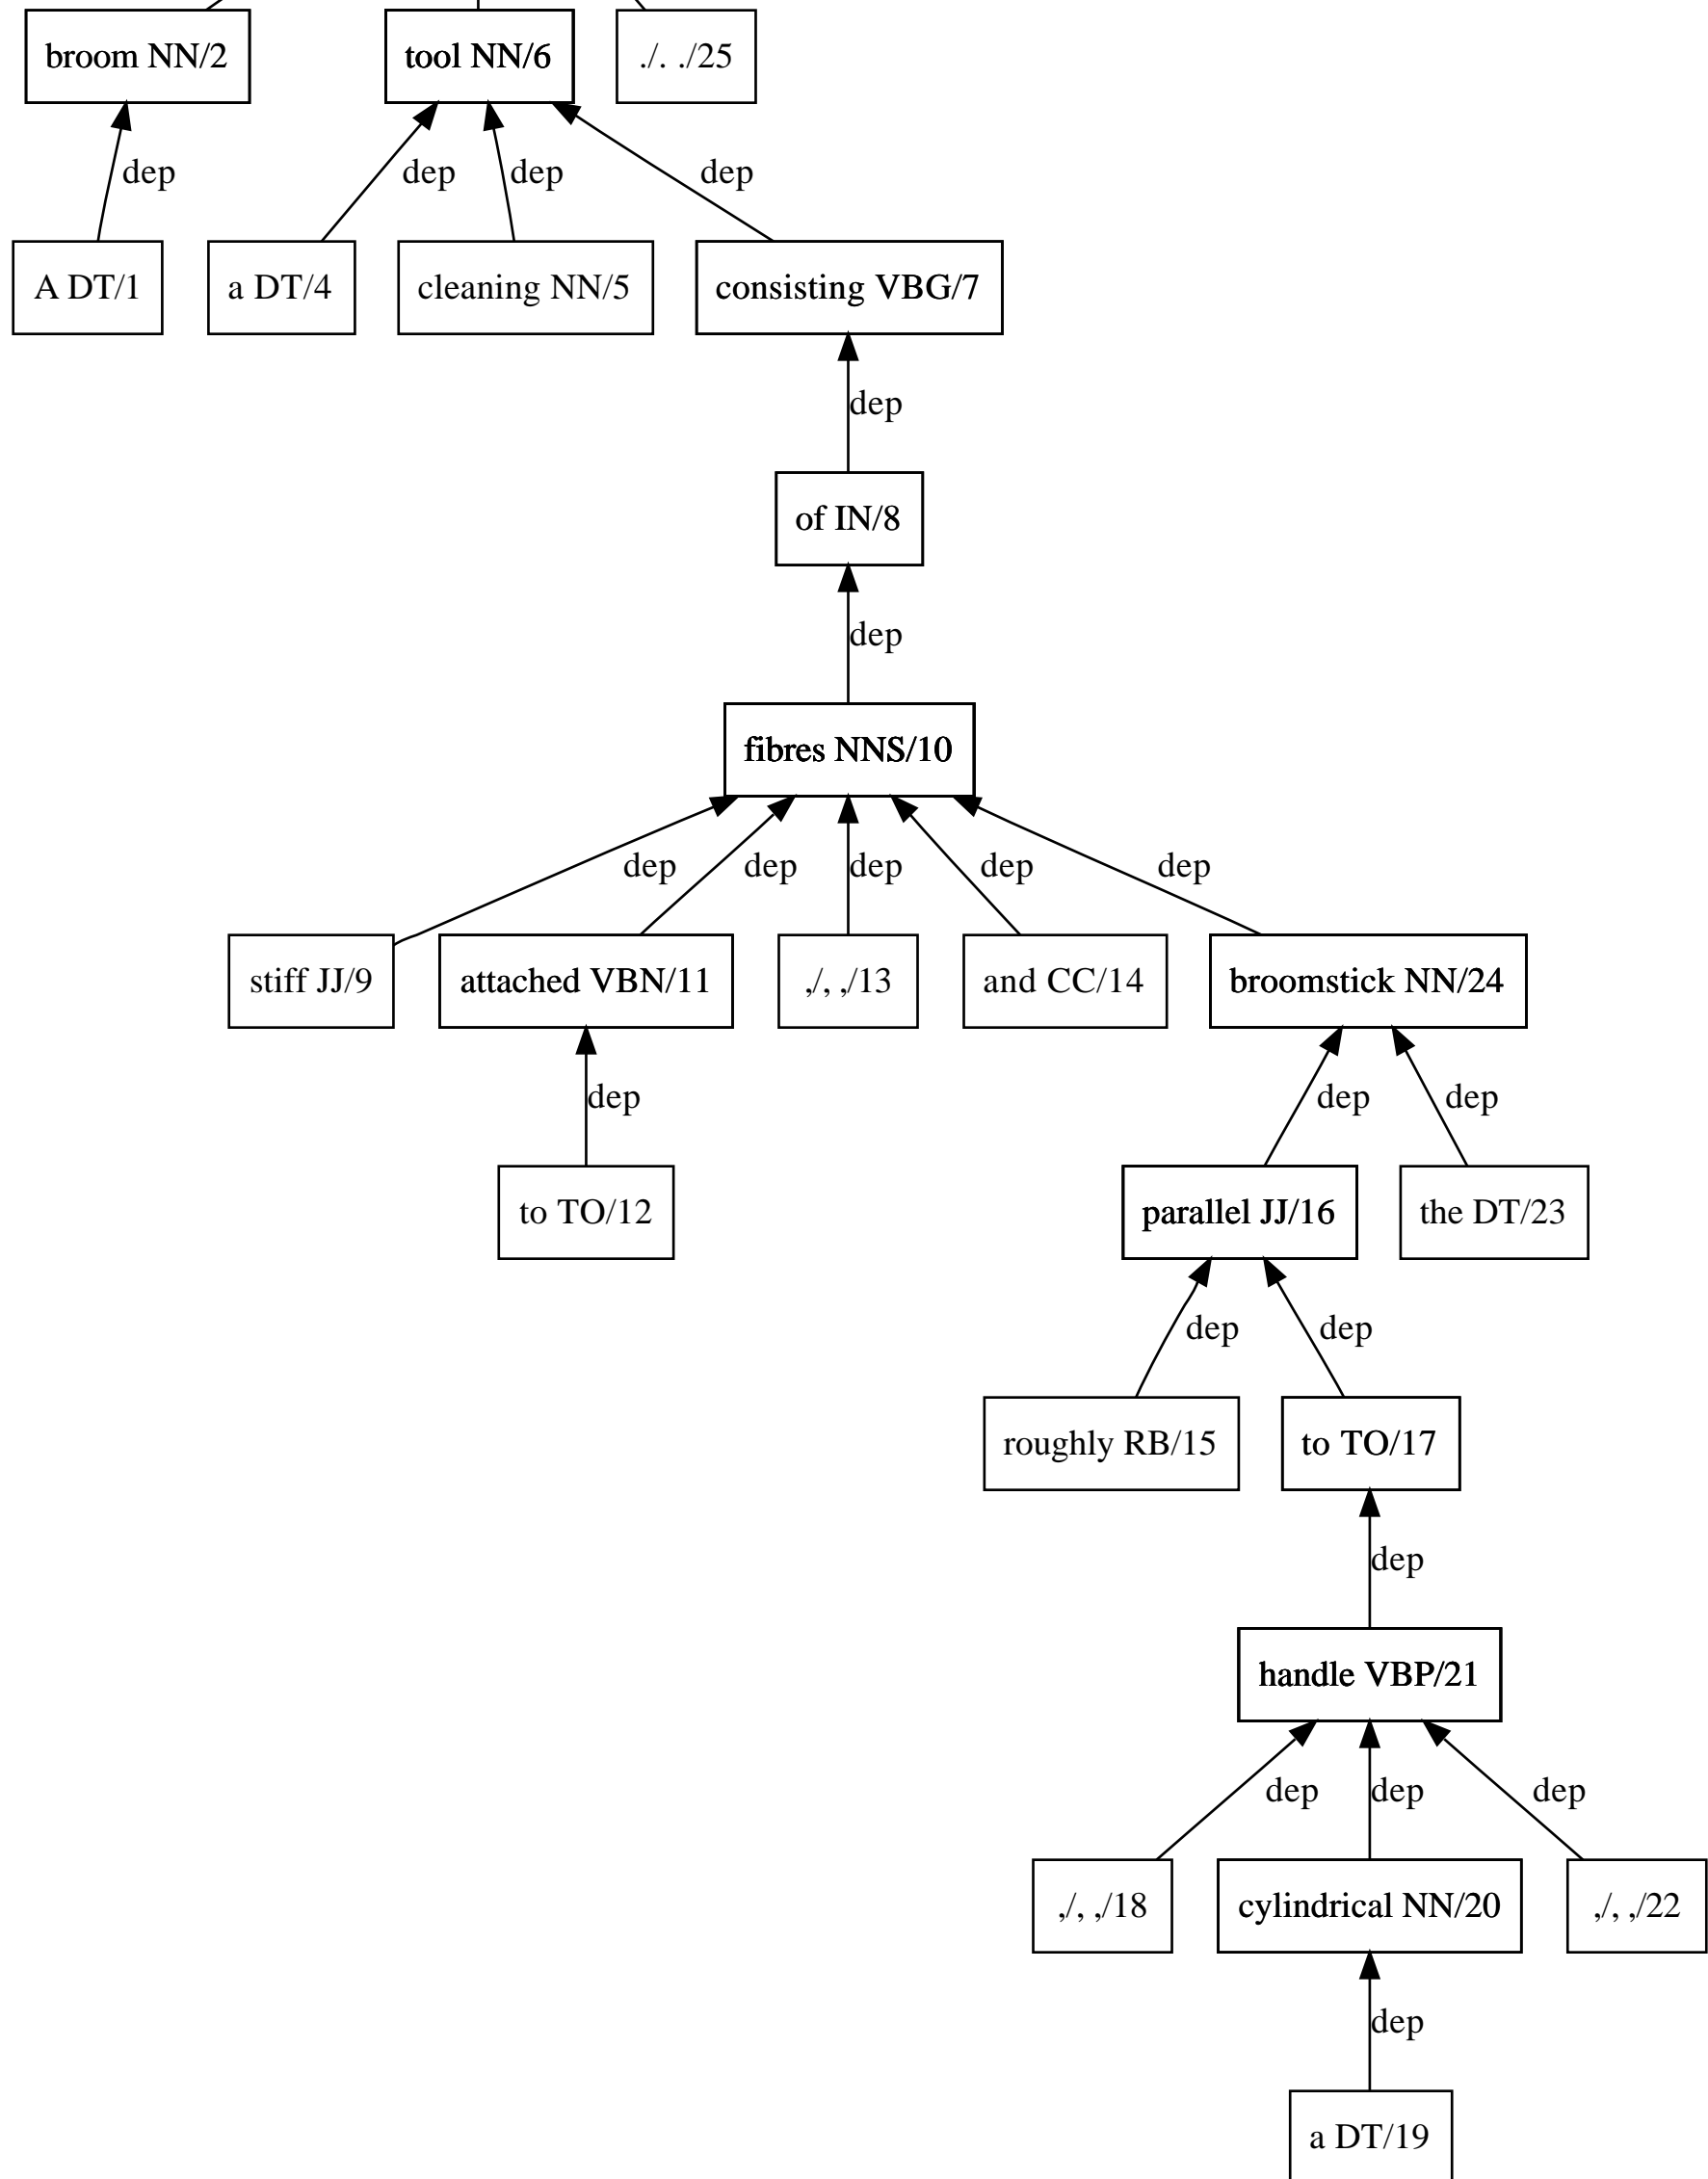 broom NN/2 tool NN/6 ./. ./25
dep dep dep dep
A DT/1 a DT/4 cleaning NN/5 consisting VBG/7
dep
of IN/8
dep
fibres NNS/10
dep dep dep dep dep
stiff JJ/9 attached VBN/11 ,/, ,/13 and CC/14 broomstick NN/24
dep dep dep
to TO/12 parallel JJ/16 the DT/23
dep dep
roughly RB/15 to TO/17
dep
handle VBP/21
dep dep dep
,/, ,/18 cylindrical NN/20 ,/, ,/22
dep
a DT/19